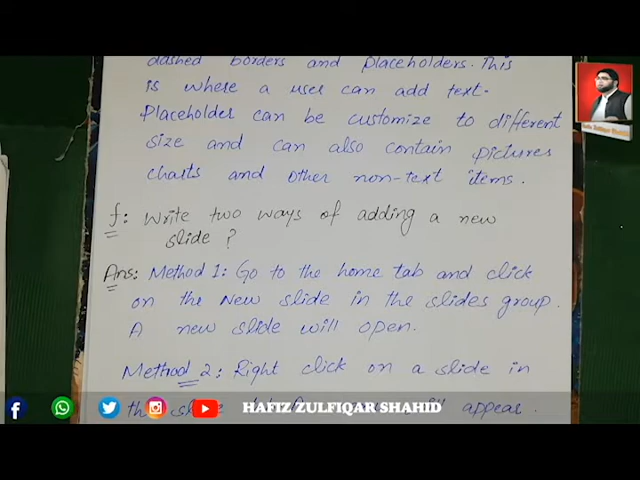 dashed borders and placeholders. This
is where a user can add text.
Placeholder can be customize to different
size and can also contain pictures
charts and other non-text items.
f: Write two ways of adding a new
slide ?
Ans: Method 1: Go to the home tab and click
on the New slide in the slides group.
A new slide will open.
Method 2: Right click on a slide in
appear.
HAFIZ ZULFIQAR SHAHID